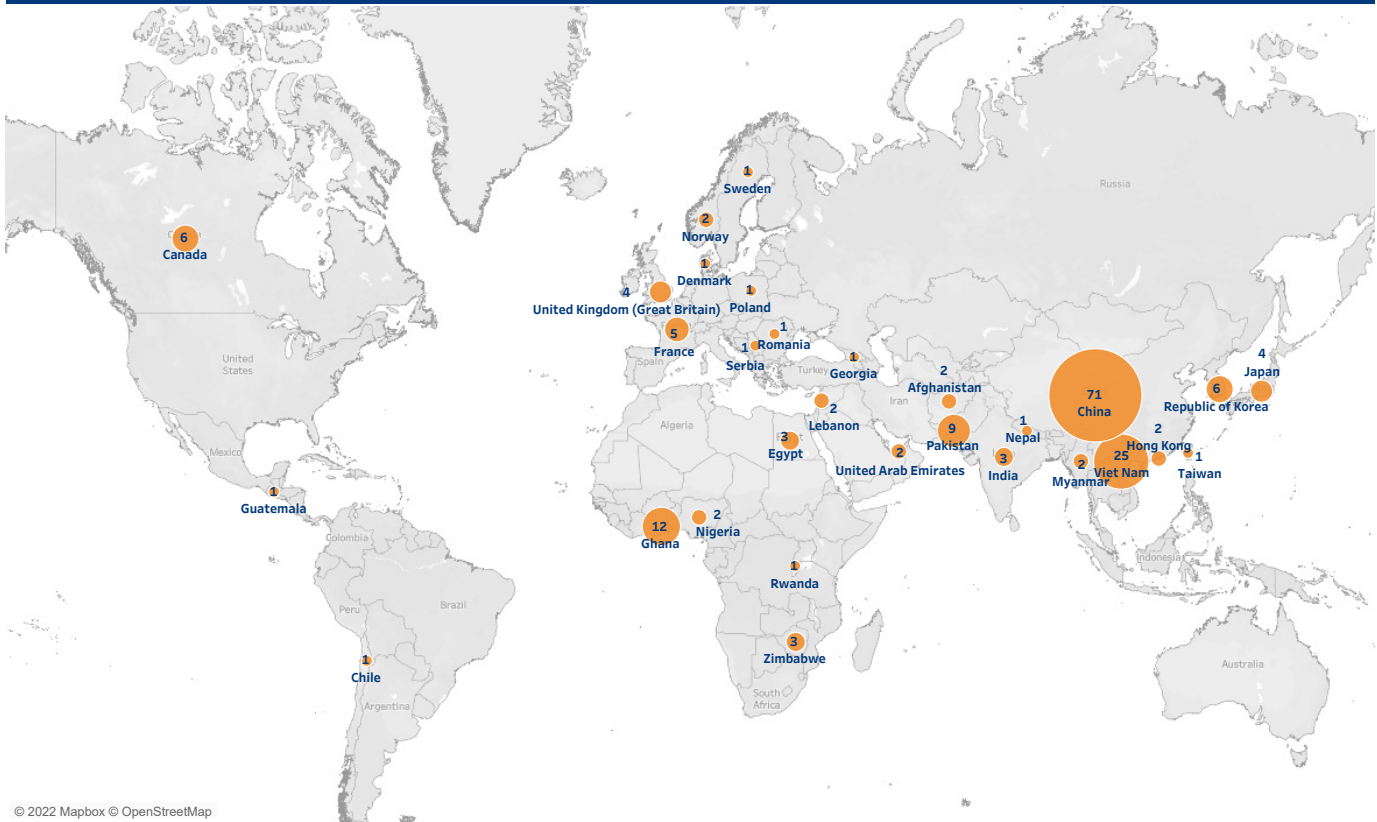 1
Sweden
Russia
2
Norway
6
Canada
1
Denmark
4
United Kingdom (Great Britain)
1
Poland
5
France
1
Romania
1
Serbia
Spain
United
States
Turkey
1
Georgia
2
Afghanistan
Iran
71
China
4
Japan
6
Republic of Korea
2
Lebanon
Algeria
3
Egypt
2
United Arab Emirates
9
Pakistan
1
Nepal
3
India
2
Hong Kong
25
Viet Nam
2
Myanmar
1
Taiwan
Mexico
1
Guatemala
12
Ghana
2
Nigeria
Colombia
Indonesia
1
Rwanda
Peru
Brazil
3
Zimbabwe
1
Chile
Australia
South
Africa
Argentina
© 2022 Mapbox © OpenStreetMap